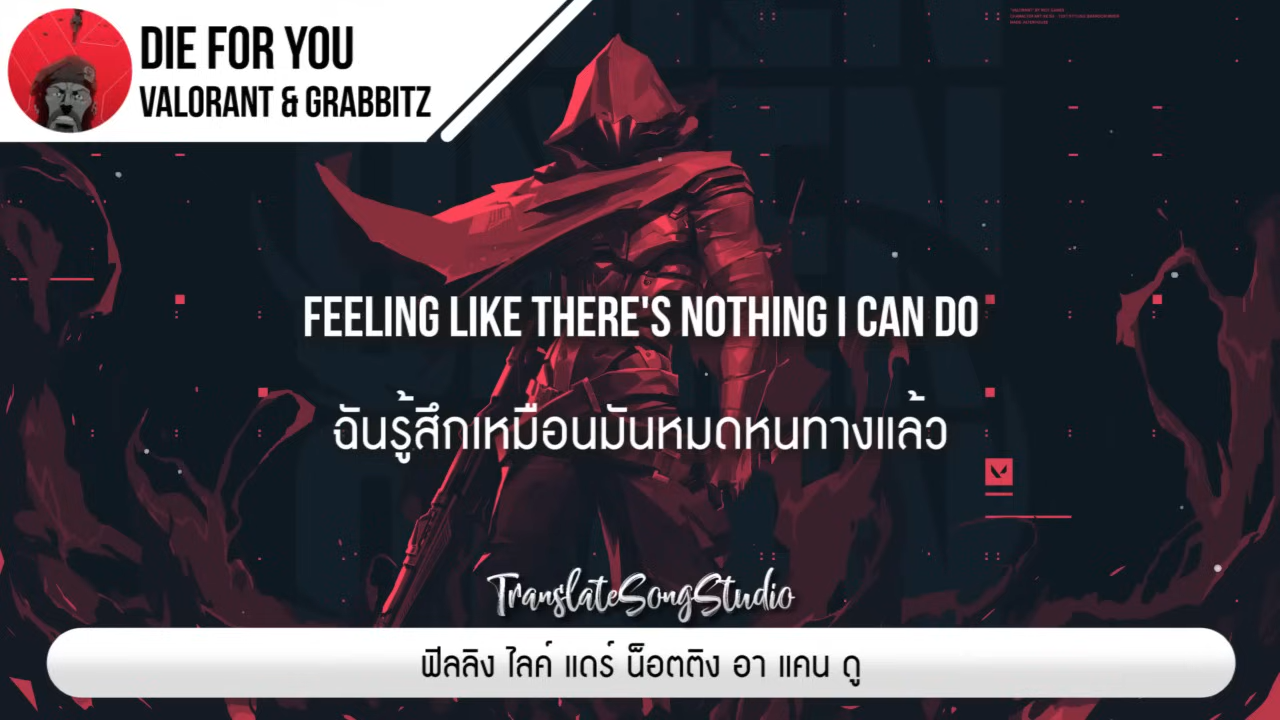 DIE FOR YOU
VALORANT & GRABBITZ
FEELING LIKE THERE'S NOTHING I CAN DO
ฉันรู้สึกเหมือนมันหมดหนทางแล้ว
TranslateSongStudio
ฟิลลิง ไลค์ แดร์ น็อตติง อา แคน ดู